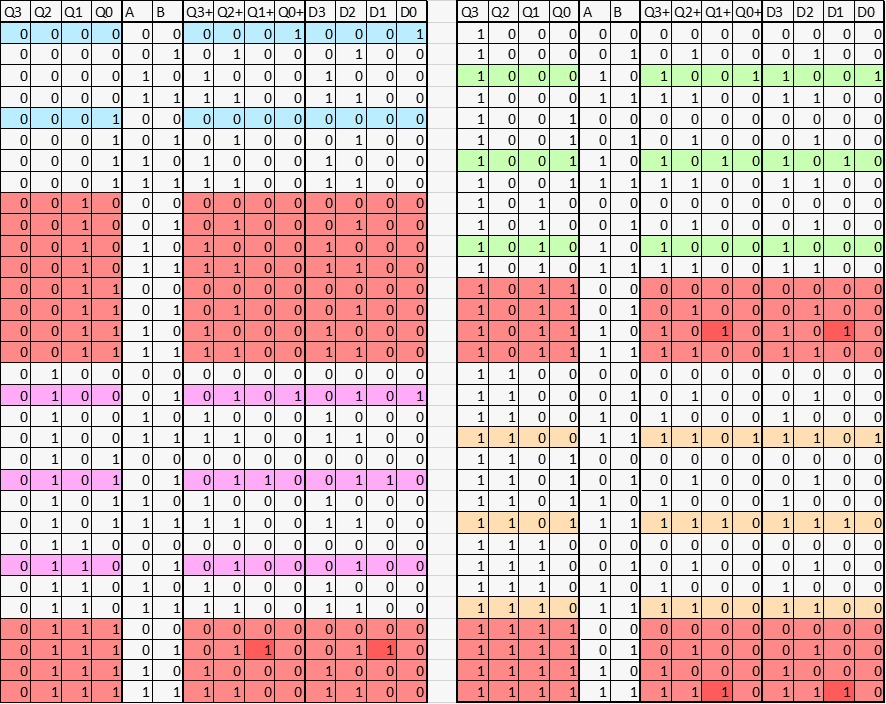 Q3 Q2 Q1 Q0 A B Q3+ Q2+ Q1+ Q0+ D3 D2 D1 D0 Q3 Q2 Q1 Q0 A B Q3+ Q2+ Q1+ Q0+ D3 D2 D1 D0
0 0 0 0 0 0 0 0 0 1 0 0 0 1 1 0 0 0 0 0 0 0 0 0 0 0 0 0
0 0 0 0 0 1 0 1 0 0 0 1 0 0 1 0 0 0 0 1 0 1 0 0 0 1 0 0
0 0 0 0 1 0 1 0 0 0 1 0 0 0 1 0 0 0 1 0 1 0 0 1 1 0 0 1
0 0 0 0 1 1 1 1 0 0 1 1 0 0 1 0 0 0 1 1 1 1 0 0 1 1 0 0
0 0 0 1 0 0 0 0 0 0 0 0 0 0 1 0 0 1 0 0 0 0 0 0 0 0 0 0
0 0 0 1 0 1 0 1 0 0 0 1 0 0 1 0 0 1 0 1 0 1 0 0 0 1 0 0
0 0 0 1 1 0 1 0 0 0 1 0 0 0 1 0 0 1 1 0 1 0 1 0 1 0 1 0
0 0 0 1 1 1 1 1 0 0 1 1 0 0 1 0 0 1 1 1 1 1 0 0 1 1 0 0
0 0 1 0 0 0 0 0 0 0 0 0 0 0 1 0 1 0 0 0 0 0 0 0 0 0 0 0
0 0 1 0 0 1 0 1 0 0 0 1 0 0 1 0 1 0 0 1 0 1 0 0 0 1 0 0
0 0 1 0 1 0 1 0 0 0 1 0 0 0 1 0 1 0 1 0 1 0 0 0 1 0 0 0
0 0 1 0 1 1 1 1 0 0 1 1 0 0 1 0 1 0 1 1 1 1 0 0 1 1 0 0
0 0 1 1 0 0 0 0 0 0 0 0 0 0 1 0 1 1 0 0 0 0 0 0 0 0 0 0
0 0 1 1 0 1 0 1 0 0 0 1 0 0 1 0 1 1 0 1 0 1 0 0 0 1 0 0
0 0 1 1 1 0 1 0 0 0 1 0 0 0 1 0 1 1 1 0 1 0 1 0 1 0 1 0
0 0 1 1 1 1 1 1 0 0 1 1 0 0 1 0 1 1 1 1 1 1 0 0 1 1 0 0
0 1 0 0 0 0 0 0 0 0 0 0 0 0 1 1 0 0 0 0 0 0 0 0 0 0 0 0
0 1 0 0 0 1 0 1 0 1 0 1 0 1 1 1 0 0 0 1 0 1 0 0 0 1 0 0
0 1 0 0 1 0 1 0 0 0 1 0 0 0 1 1 0 0 1 0 1 0 0 0 1 0 0 0
0 1 0 0 1 1 1 1 0 0 1 1 0 0 1 1 0 0 1 1 1 1 0 1 1 1 0 1
0 1 0 1 0 0 0 0 0 0 0 0 0 0 1 1 0 1 0 0 0 0 0 0 0 0 0 0
0 1 0 1 0 1 0 1 1 0 0 1 1 0 1 1 0 1 0 1 0 1 0 0 0 1 0 0
0 1 0 1 1 0 1 0 0 0 1 0 0 0 1 1 0 1 1 0 1 0 0 0 1 0 0 0
0 1 0 1 1 1 1 1 0 0 1 1 0 0 1 1 0 1 1 1 1 1 1 0 1 1 1 0
0 1 1 0 0 0 0 0 0 0 0 0 0 0 1 1 1 0 0 0 0 0 0 0 0 0 0 0
0 1 1 0 0 1 0 1 0 0 0 1 0 0 1 1 1 0 0 1 0 1 0 0 0 1 0 0
0 1 1 0 1 0 1 0 0 0 1 0 0 0 1 1 1 0 1 0 1 0 0 0 1 0 0 0
0 1 1 0 1 1 1 1 0 0 1 1 0 0 1 1 1 0 1 1 1 1 0 0 1 1 0 0
0 1 1 1 0 0 0 0 0 0 0 0 0 0 1 1 1 1 0 0 0 0 0 0 0 0 0 0
0 1 1 1 0 1 0 1 1 0 0 1 1 0 1 1 1 1 0 1 0 1 0 0 0 1 0 0
0 1 1 1 1 0 1 0 0 0 1 0 0 0 1 1 1 1 1 0 1 0 0 0 1 0 0 0
0 1 1 1 1 1 1 1 0 0 1 1 0 0 1 1 1 1 1 1 1 1 1 0 1 1 1 0